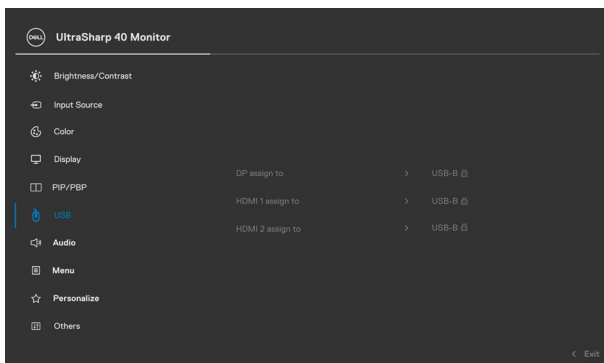 DELL UltraSharp 40 Monitor
Brightness/Contrast
Input Source
Color
Display
PIP/PBP
USB
Audio
Menu
Personalize
Others
DP assign to > USB-B
HDMI 1 assign to > USB-B
HDMI 2 assign to > USB-B
< Exit